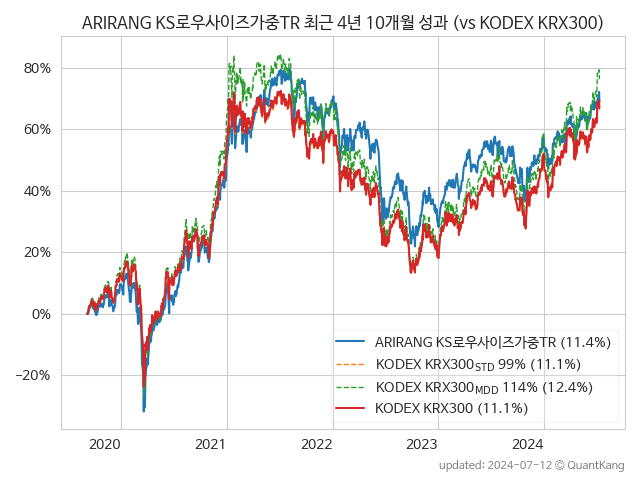 ARIRANG KS로우사이즈가중TR 최근 4년 10개월 성과 (vs KODEX KRX300)
80%
60%
40%
20%
0%
−20%
2020 2021 2022 2023 2024
ARIRANG KS로우사이즈가중TR (11.4%)
KODEX KRX300STD 99% (11.1%)
KODEX KRX300MDD 114% (12.4%)
KODEX KRX300 (11.1%)
updated: 2024-07-12 © QuantKang